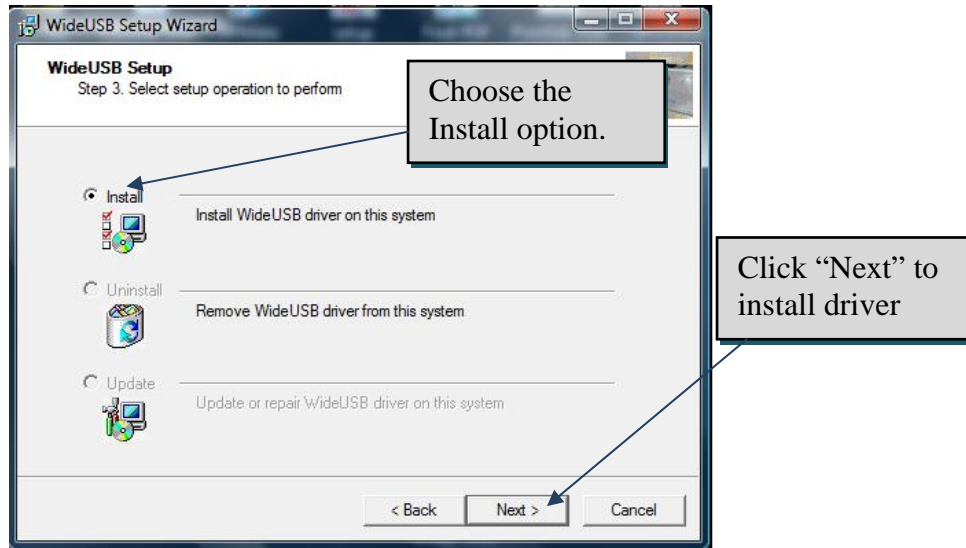 WideUSB Setup Wizard
WideUSB Setup
Step 3. Select setup operation to perform
Choose the
Install option.
Install
Install WideUSB driver on this system
Click “Next” to
install driver
Uninstall
Remove WideUSB driver from this system
Update
Update or repair WideUSB driver on this system
< Back
Next >
Cancel